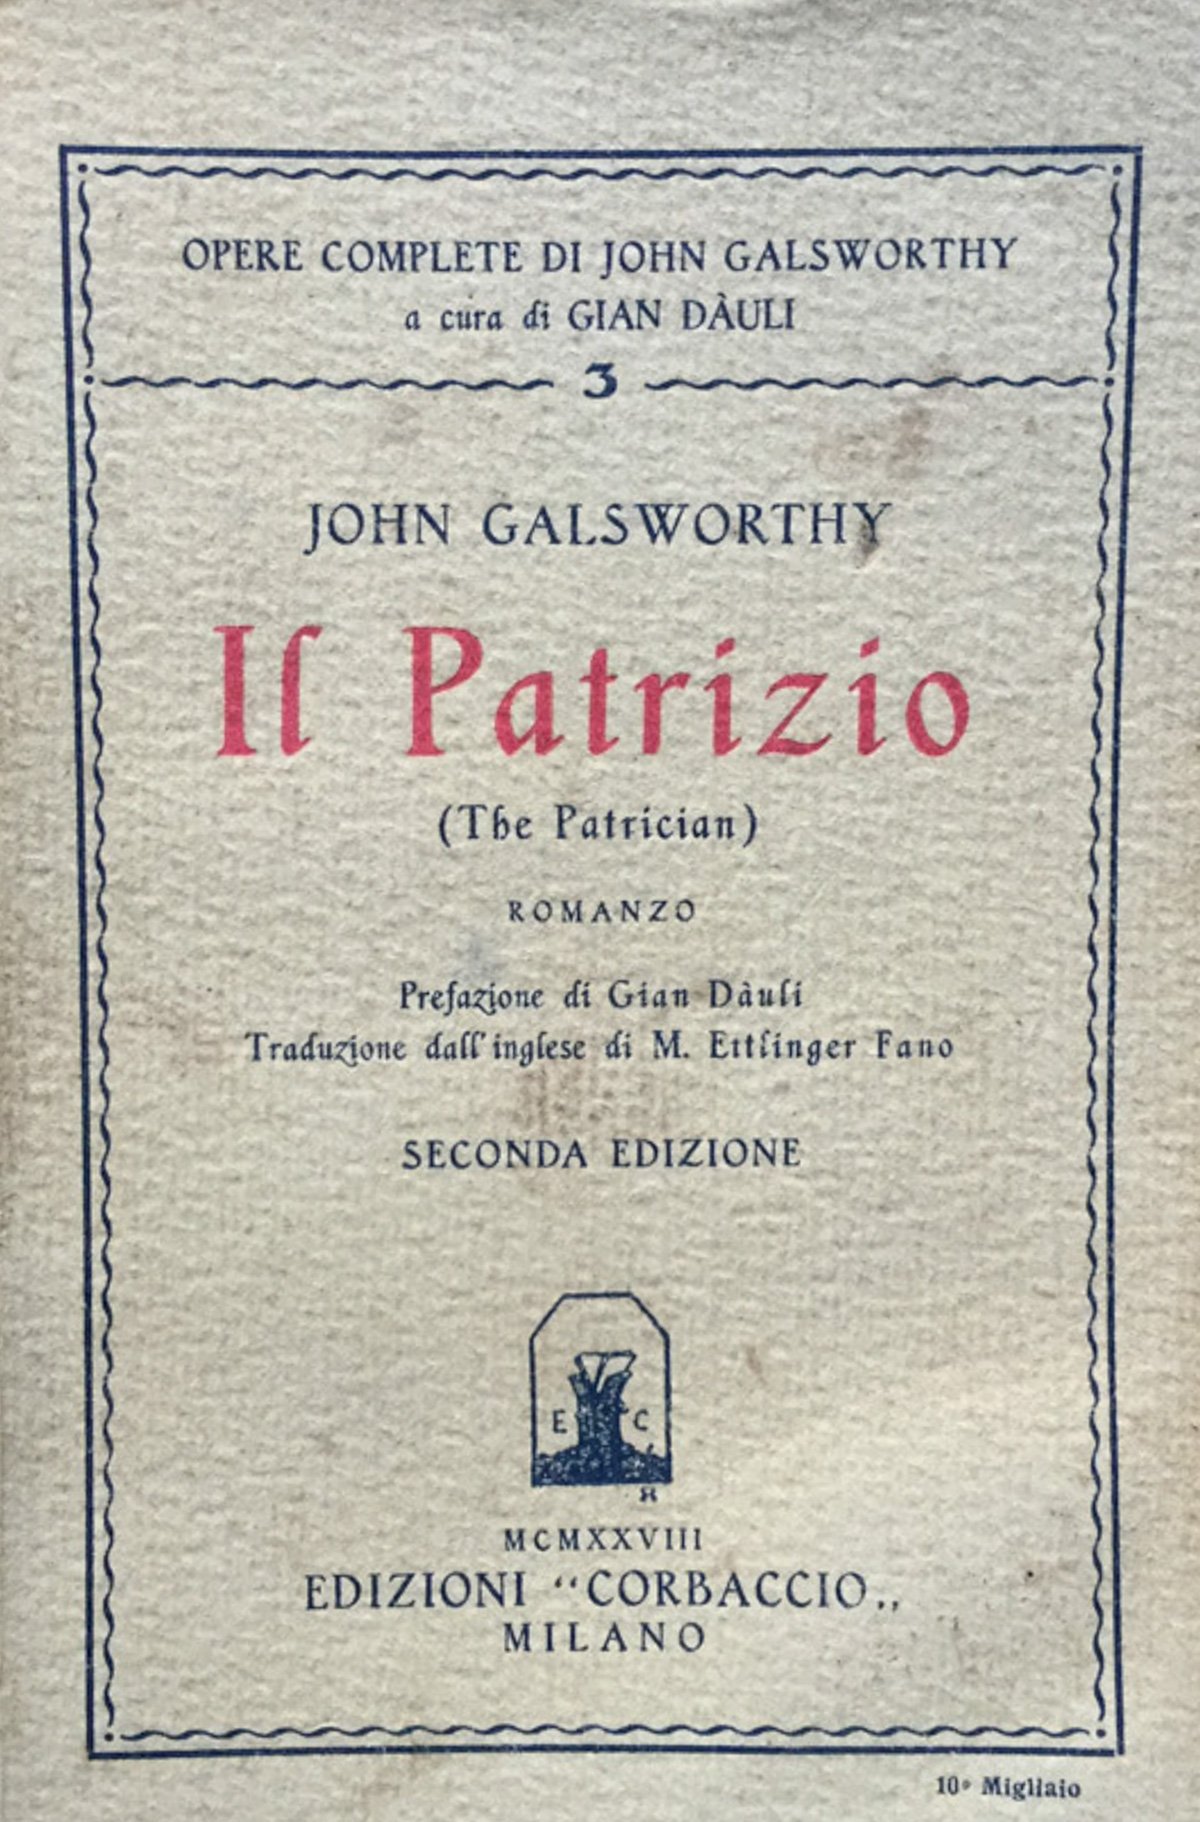 OPERE COMPLETE DI JOHN GALSWORTHY
a cura di GIAN DÀULI
3
JOHN GALSWORTHY
Il Patrizio
(The Patrician)
ROMANZO
Prefazione di Gian Dàuli
Traduzione dall'inglese di M. Ettlinger Fano
SECONDA EDIZIONE
E C
MCMXXVIII
EDIZIONI "CORBACCIO„
MILANO
10º Migliaio